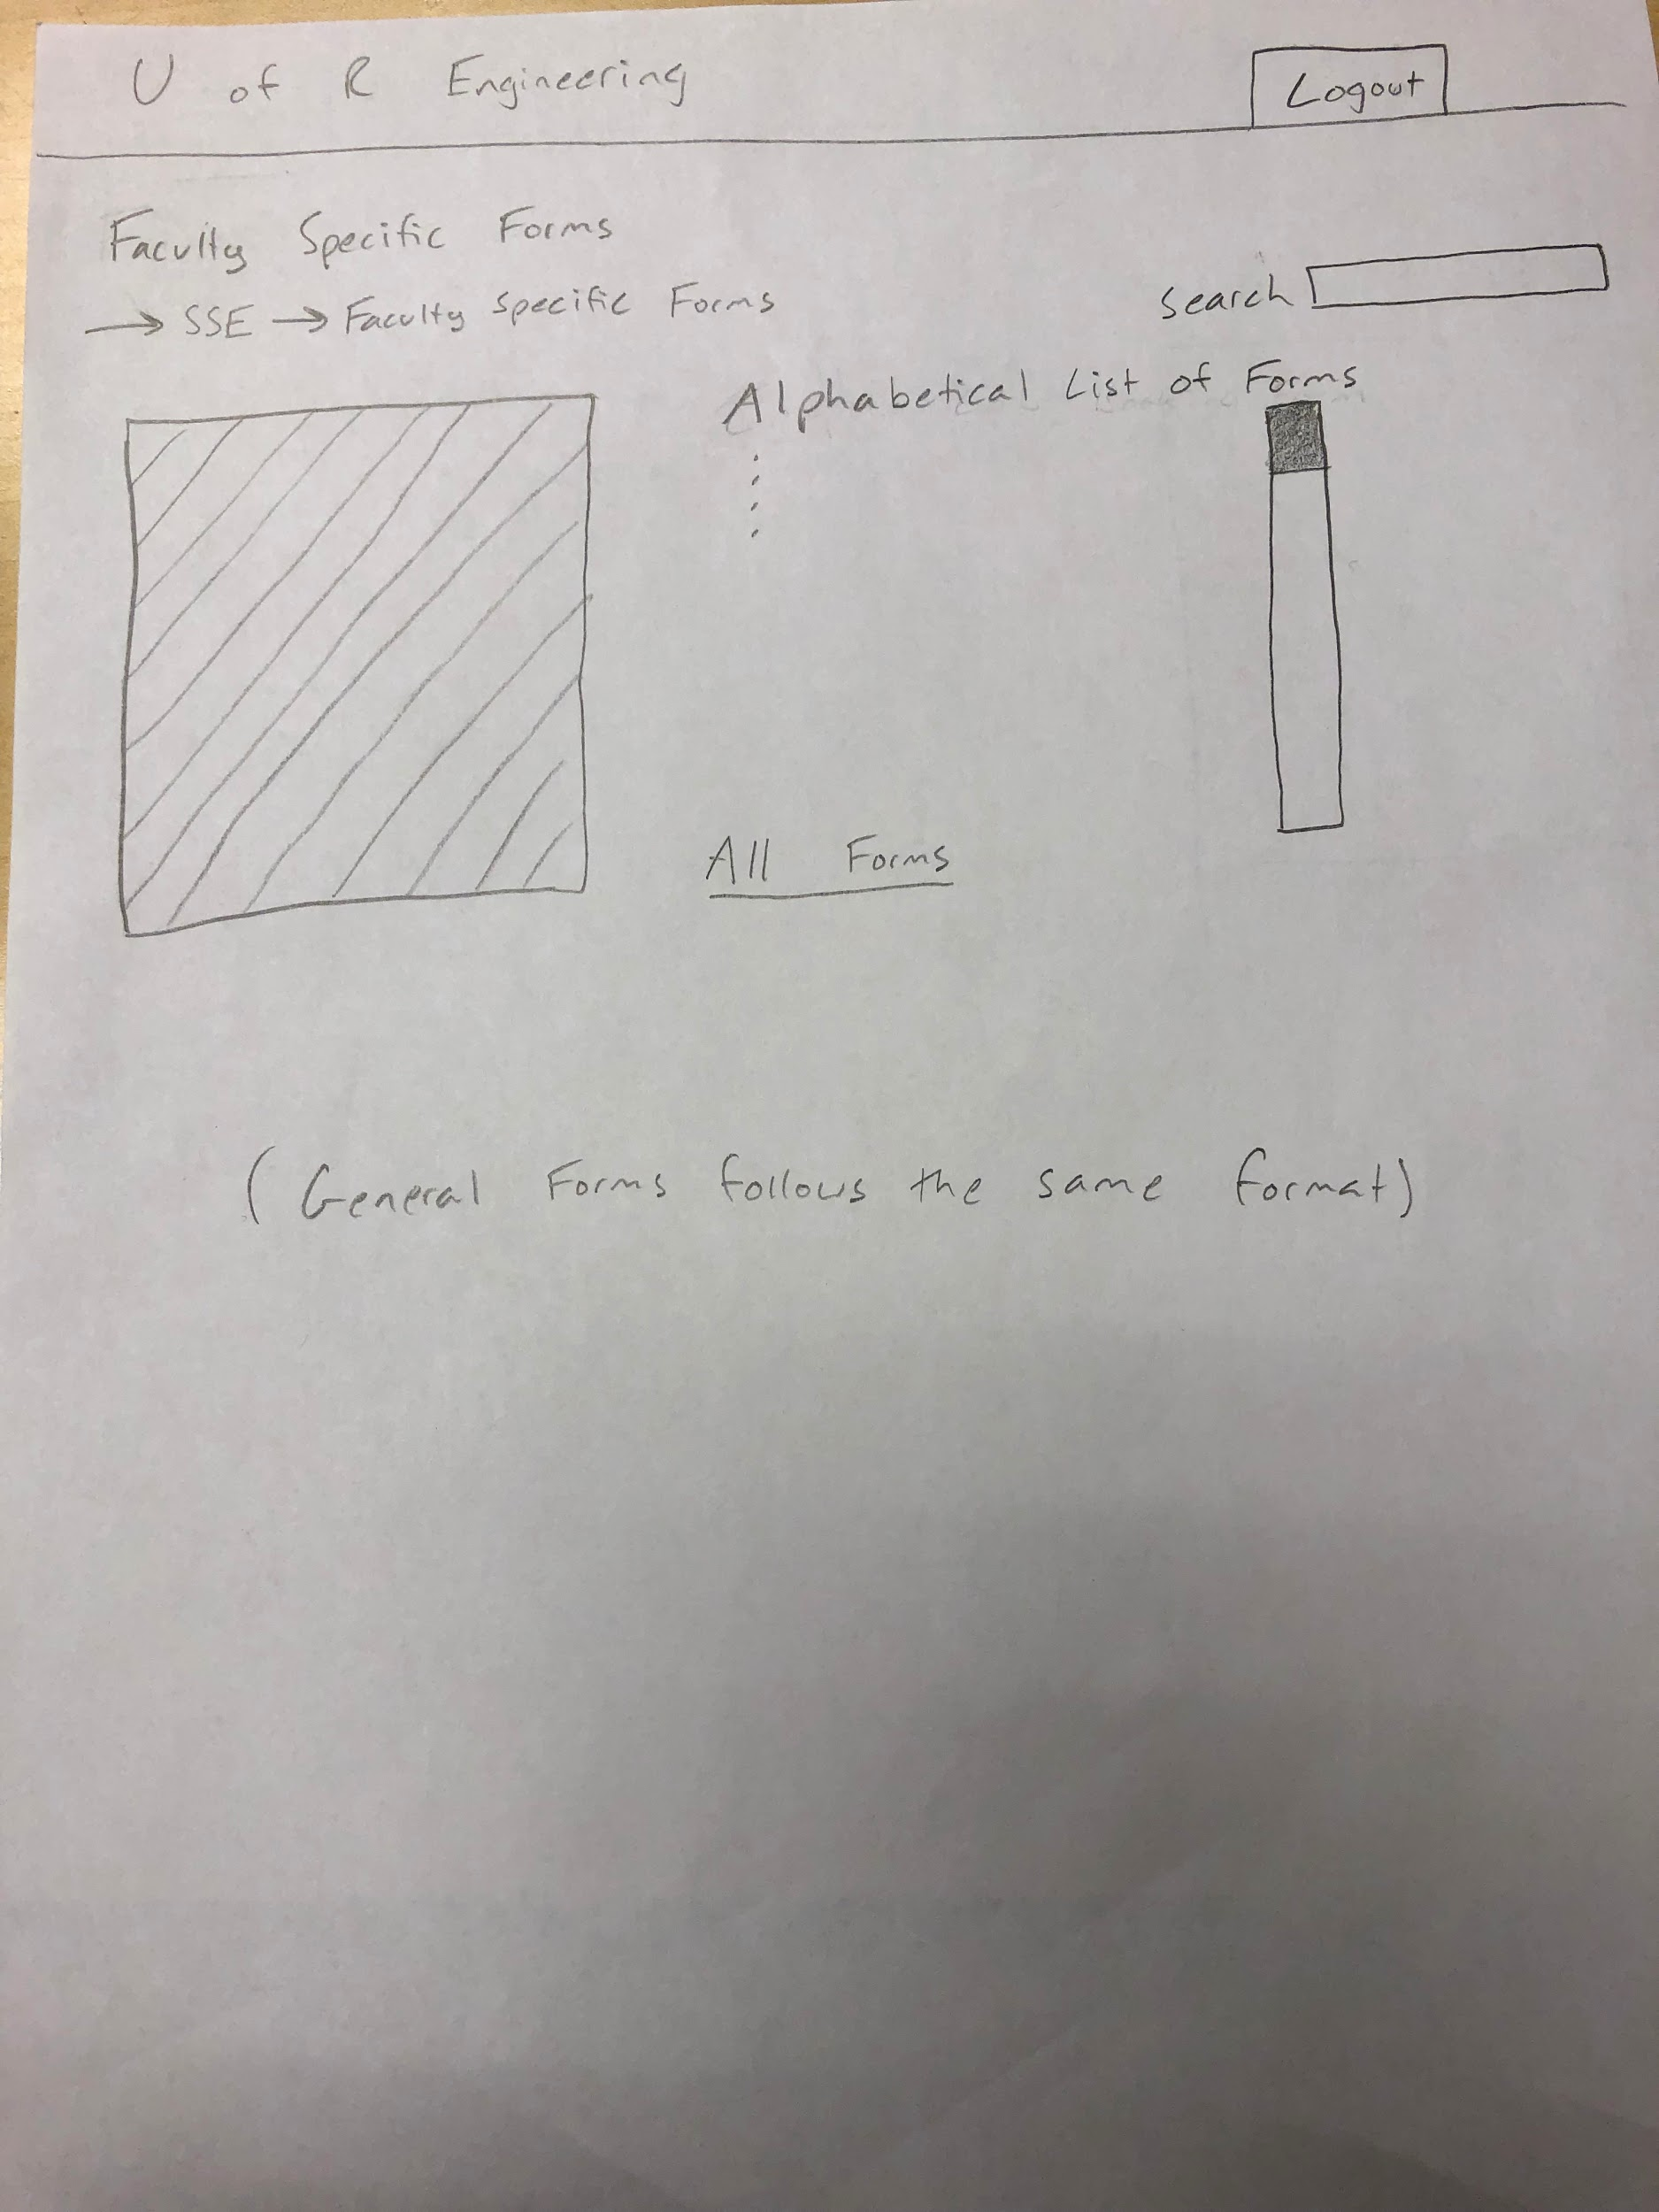 U of R Engineering
Logout
Faculty Specific Forms
→ SSE → Faculty Specific Forms
Search
Alphabetical List of Forms
All Forms
(General Forms follows the same format)